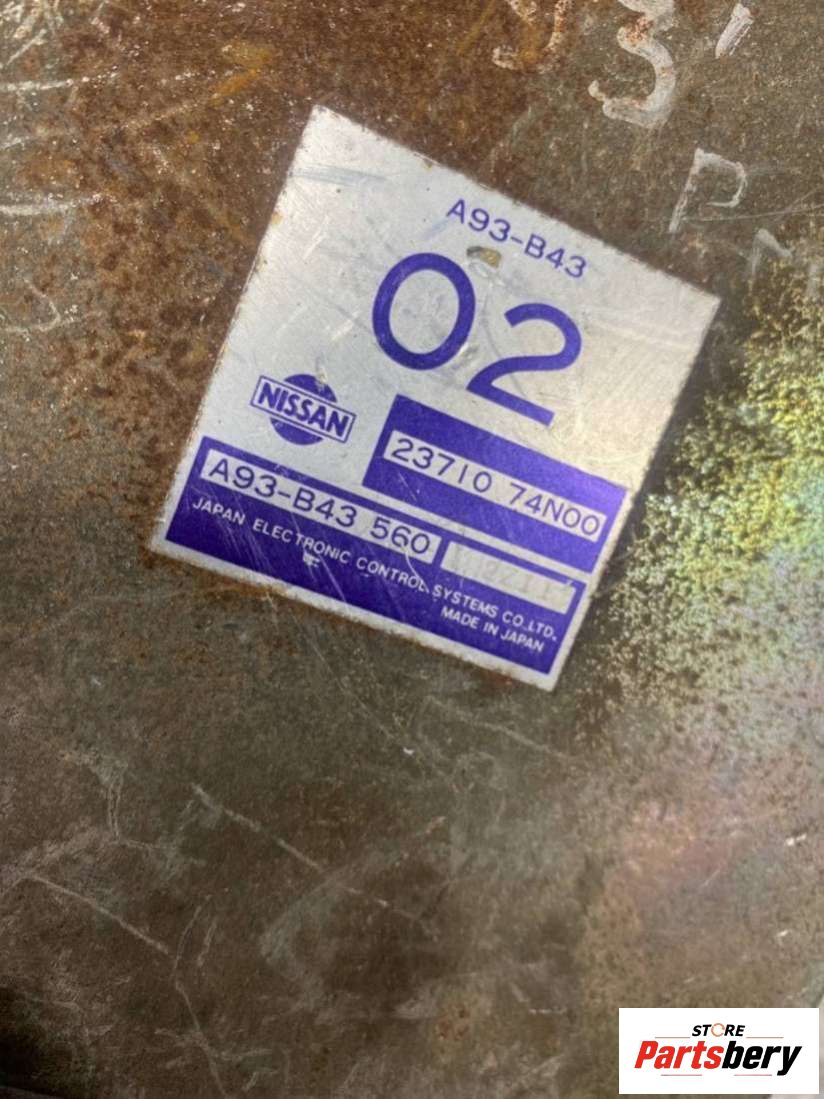 3'
P
A93-B43
02
NISSAN
23710 74N00
A93-B43 560
JAPAN ELECTRONIC CONTROL SYSTEMS CO.,LTD.
MADE IN JAPAN
STORE
Partsbery